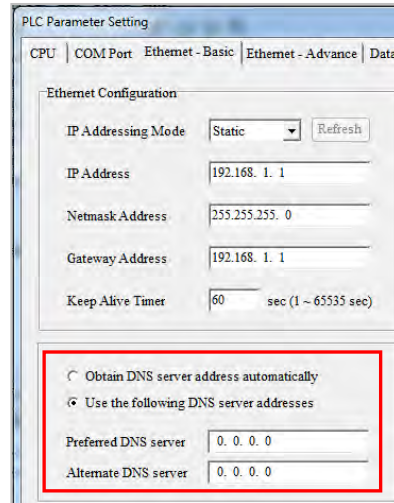 PLC Parameter Setting
CPU COM Port Ethernet - Basic Ethernet - Advance Data
Ethernet Configuration
IP Addressing Mode Static Refresh
IP Address 192.168. 1. 1
Netmask Address 255.255.255. 0
Gateway Address 192.168. 1. 1
Keep Alive Timer 60 sec (1 ~ 65535 sec)
Obtain DNS server address automatically
Use the following DNS server addresses
Preferred DNS server 0. 0. 0. 0
Alternate DNS server 0. 0. 0. 0